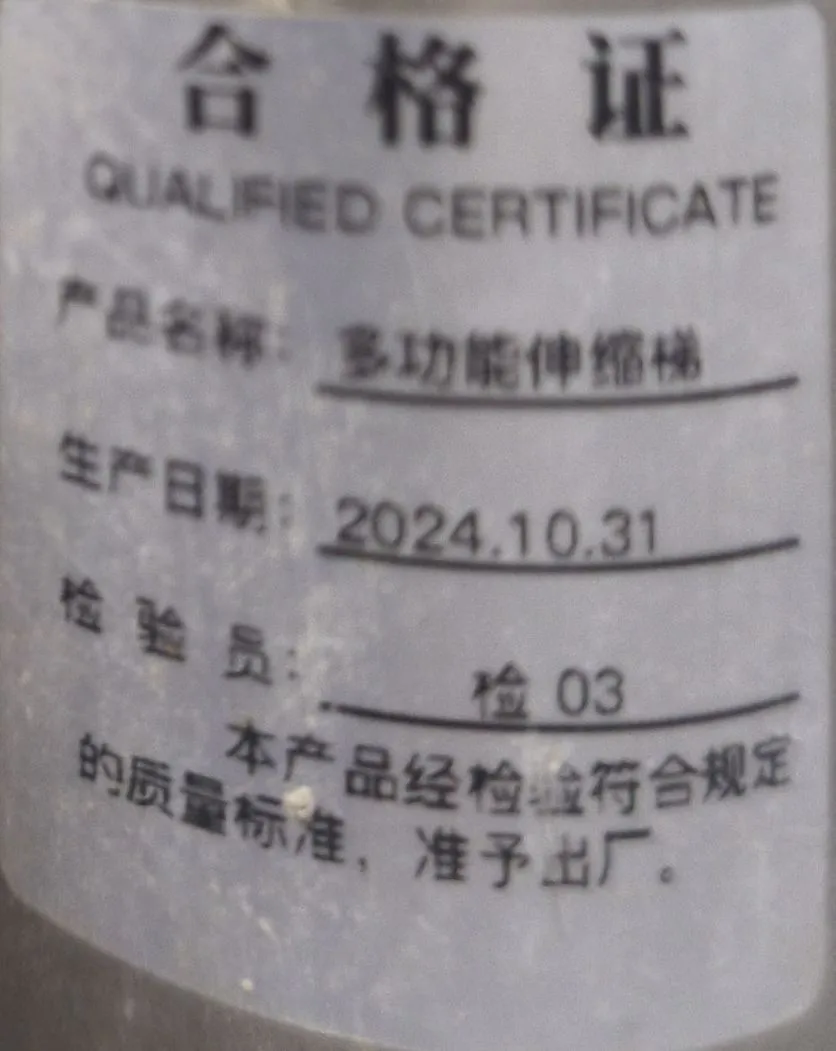 合格证
QUALIFIED CERTIFICATE
产品名称：多功能伸缩梯
生产日期：2024.10.31
检验员：检 03
本产品经检验符合规定
的质量标准，准予出厂。